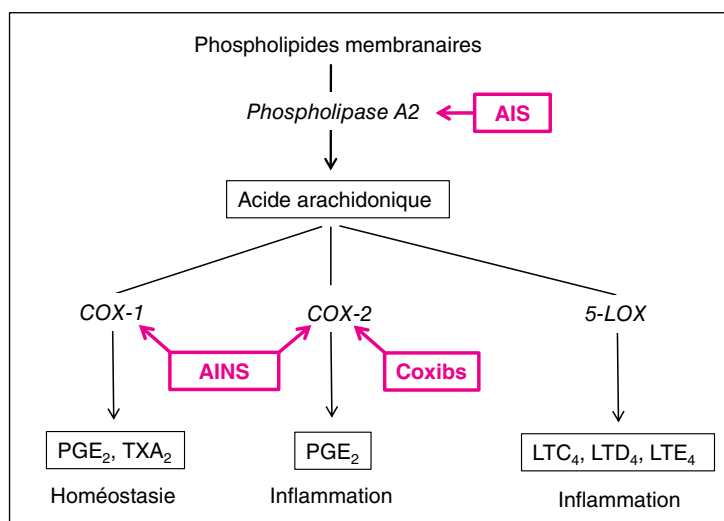 Phospholipides membranaires
Phospholipase A2
AIS
Acide arachidonique
COX-1
COX-2
5-LOX
AINS
Coxibs
PGE₂, TXA₂
PGE₂
LTC₄, LTD₄, LTE₄
Homéostasie
Inflammation
Inflammation